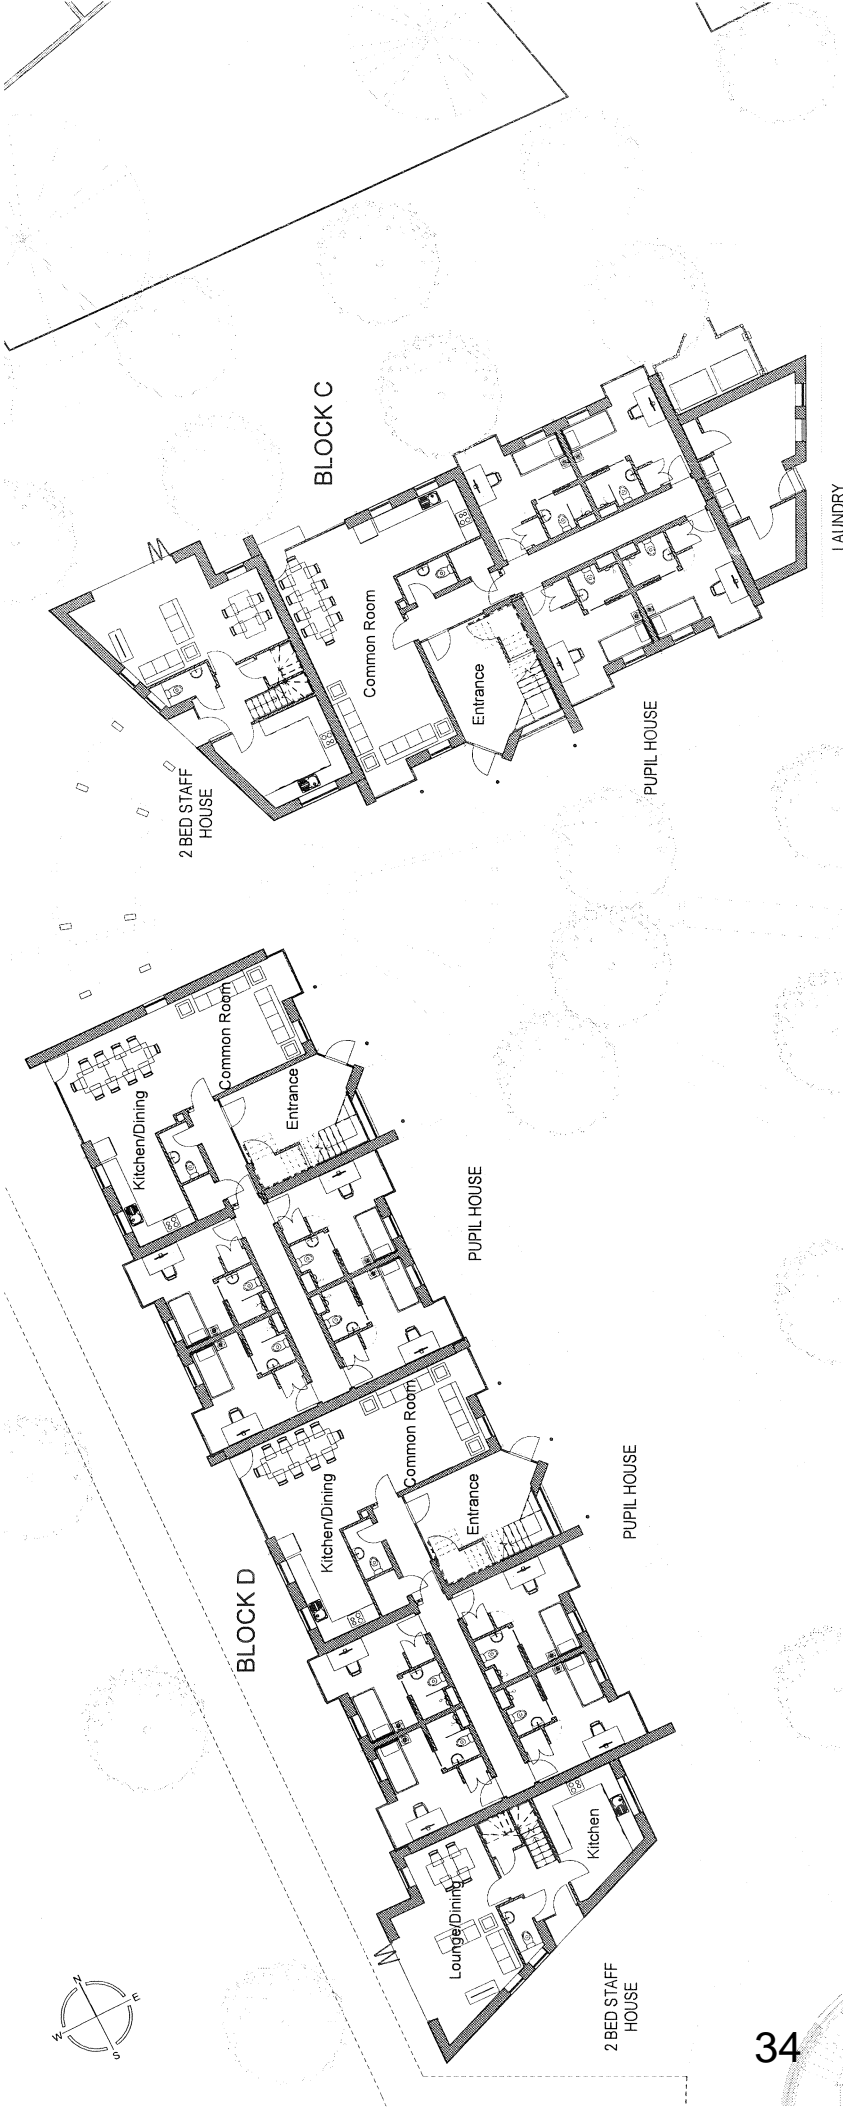 BLOCK C
Common Room
Entrance
2 BED STAFF
HOUSE
PUPIL HOUSE
LAUNDRY
Common Room
Kitchen/Dining
Entrance
PUPIL HOUSE
Common Room
Kitchen/Dining
Entrance
PUPIL HOUSE
BLOCK D
Kitchen
Lounge/Dining
2 BED STAFF
HOUSE
N
E
S
W
34